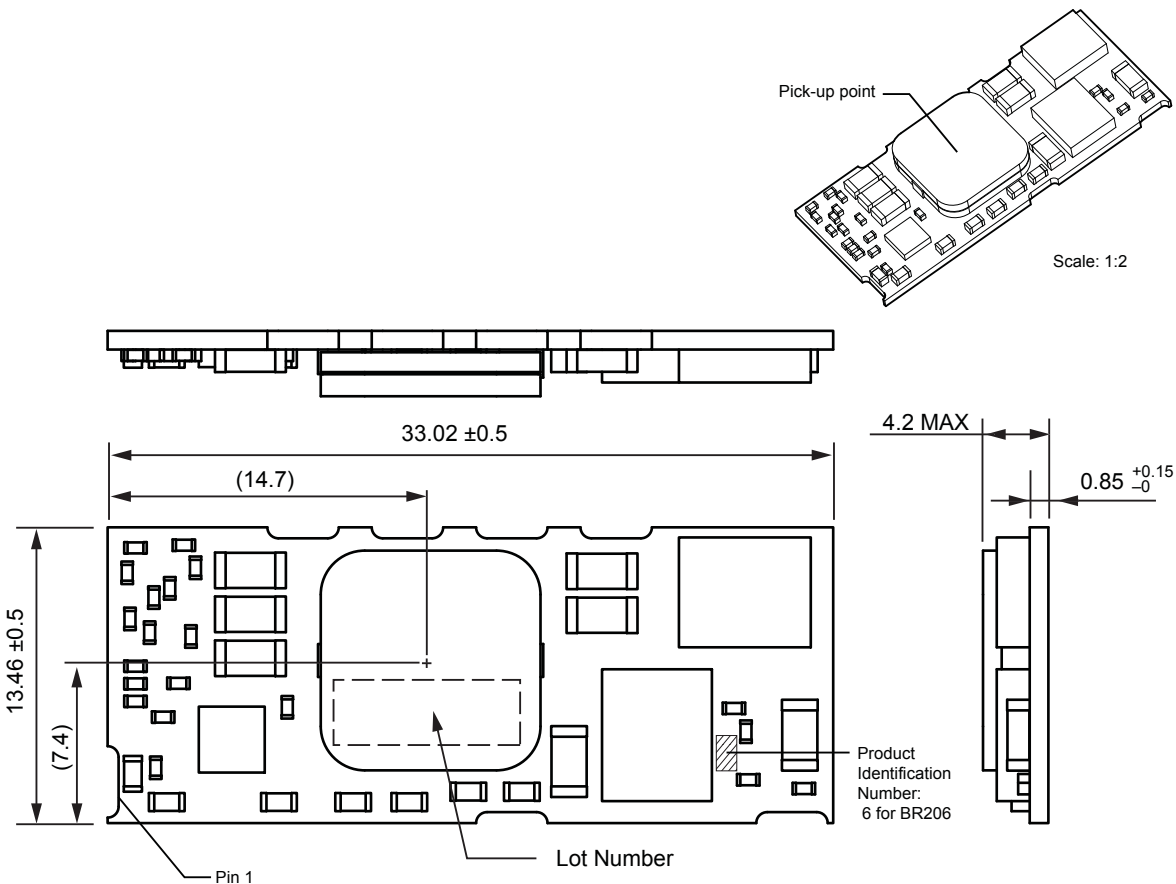 Pick-up point
Scale: 1:2
33.02 ±0.5
4.2 MAX
(14.7)
0.85 +0.15 –0
13.46 ±0.5
(7.4)
Product
Identification
Number:
6 for BR206
Lot Number
Pin 1